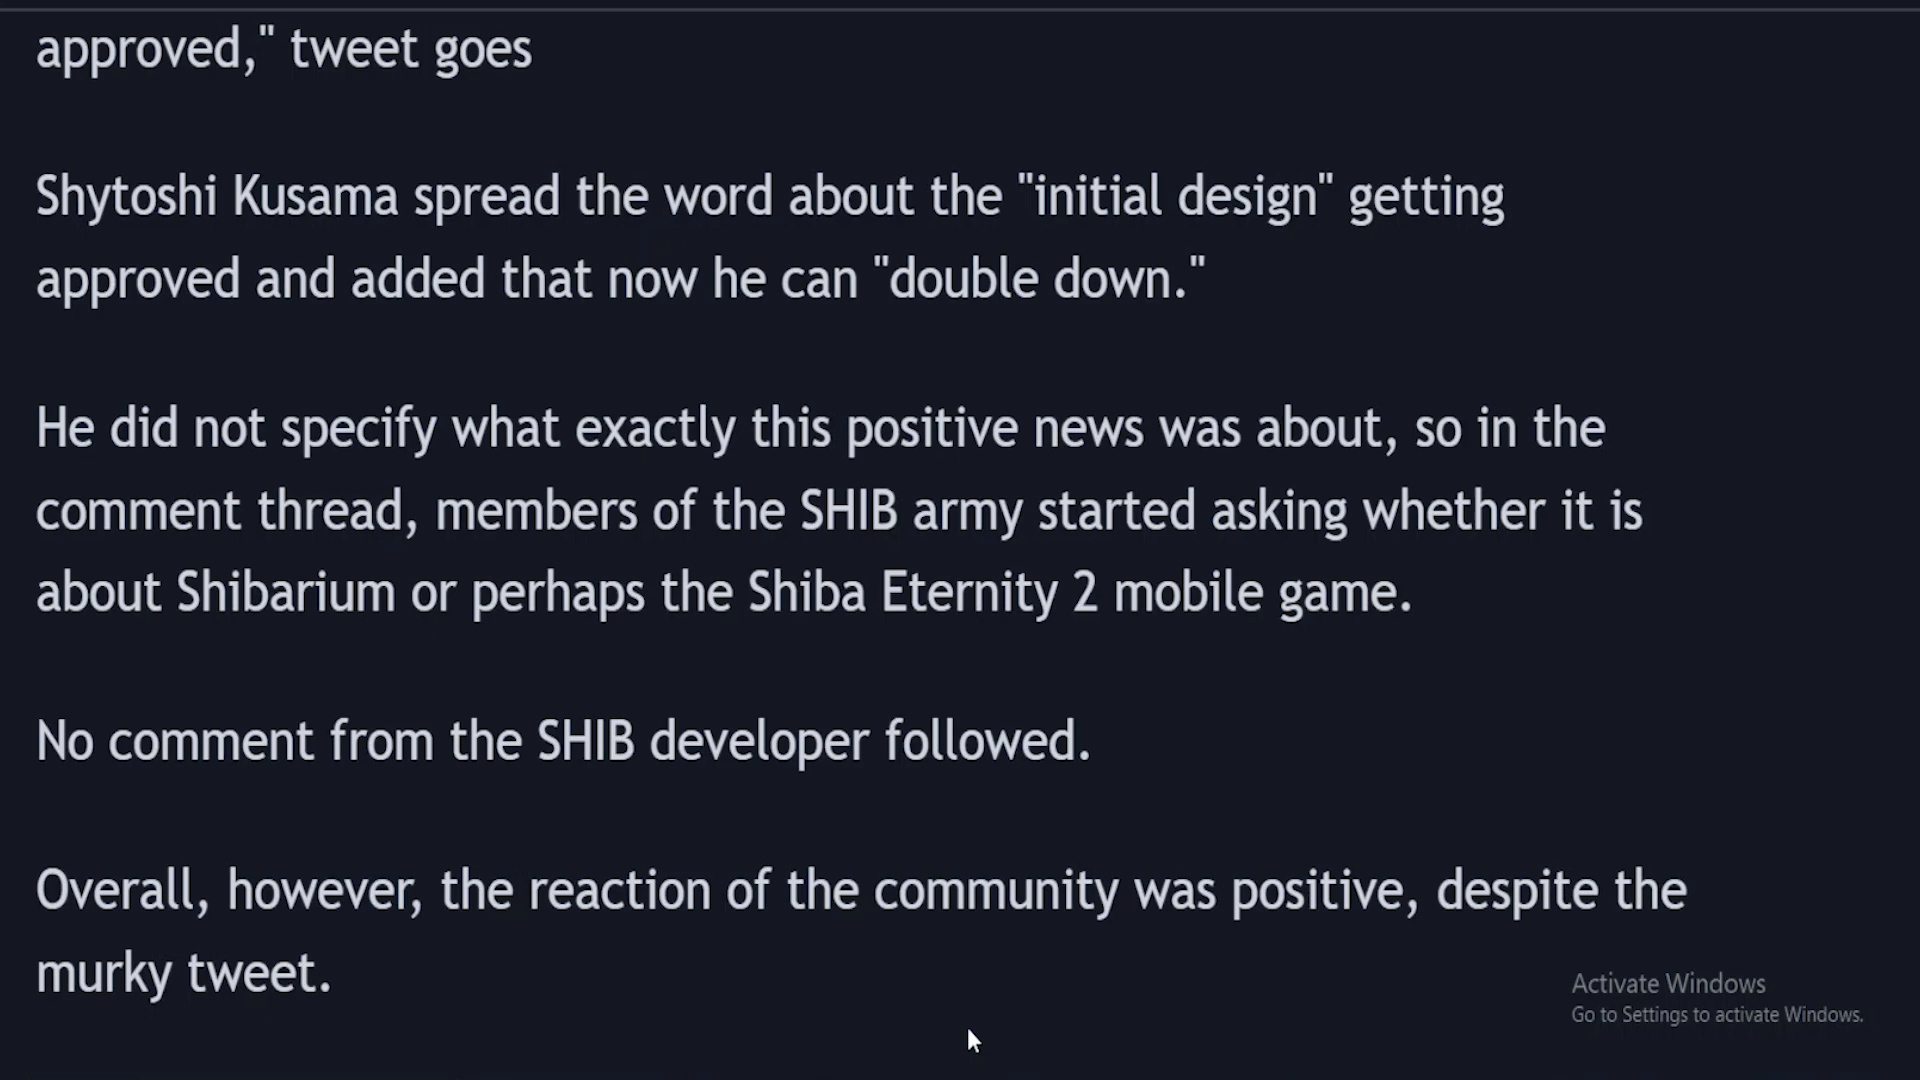 approved," tweet goes
Shytoshi Kusama spread the word about the "initial design" getting
approved and added that now he can "double down."
He did not specify what exactly this positive news was about, so in the
comment thread, members of the SHIB army started asking whether it is
about Shibarium or perhaps the Shiba Eternity 2 mobile game.
No comment from the SHIB developer followed.
Overall, however, the reaction of the community was positive, despite the
murky tweet.
Activate Windows
Go to Settings to activate Windows.